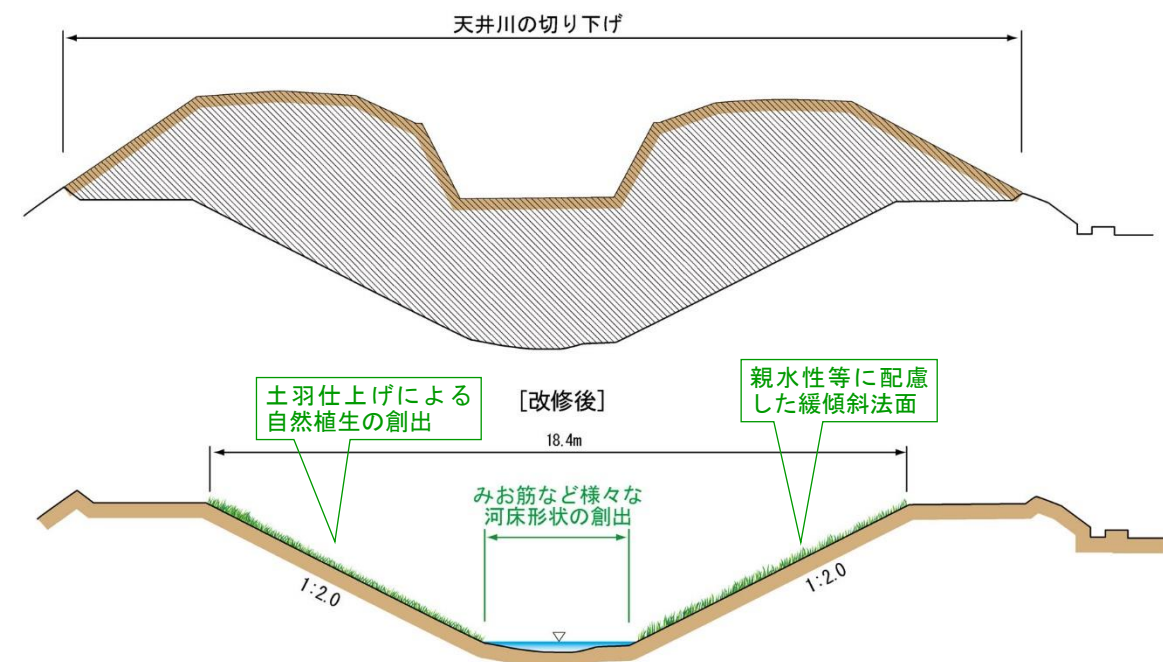 天井川の切り下げ
土羽仕上げによる
自然植生の創出
[改修後]
親水性等に配慮
した緩傾斜法面
18.4m
みお筋など様々な
河床形状の創出
1:2.0
1:2.0